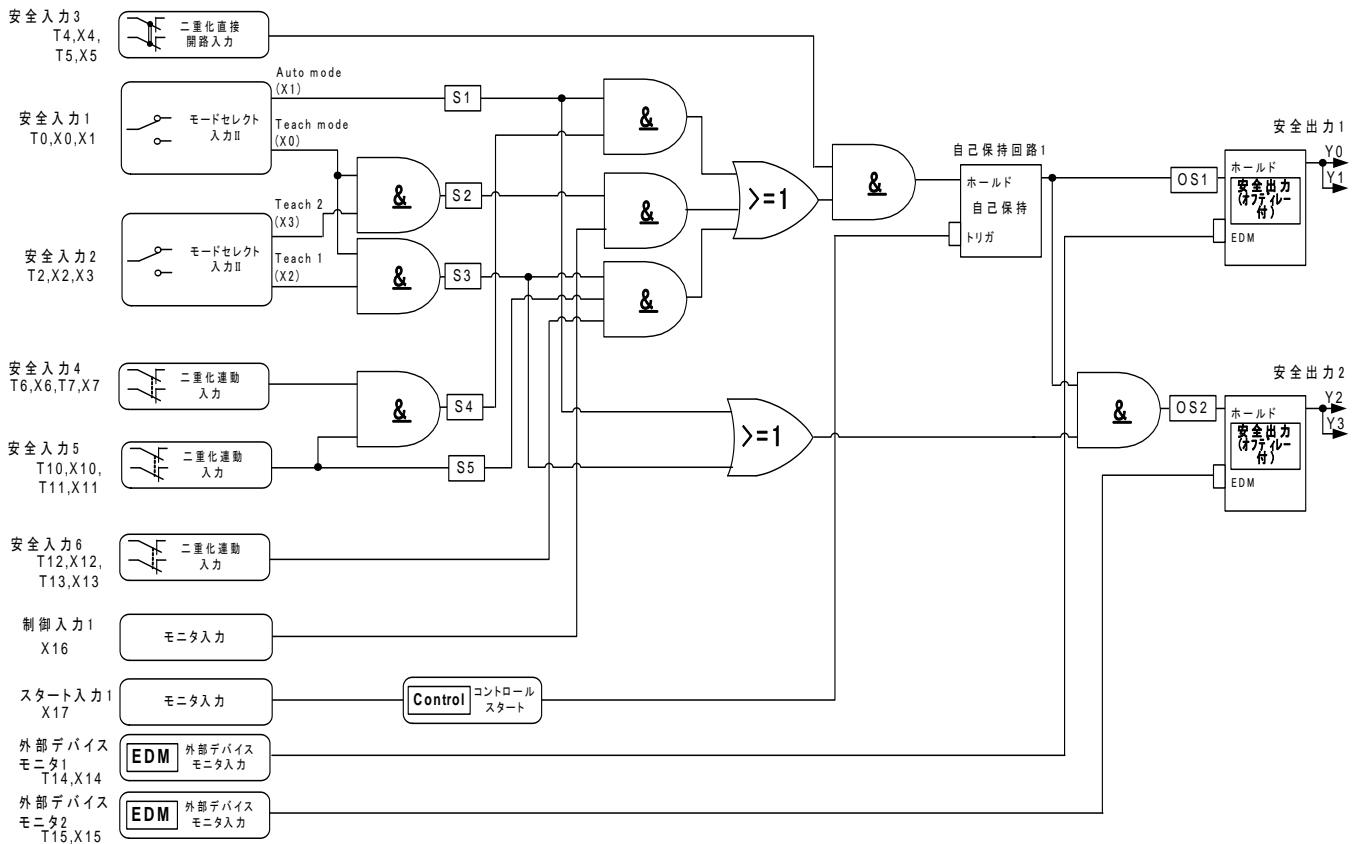 安全入力3
T4,X4,
T5,X5
二重化直接
開路入力
安全入力1
T0,X0,X1
モードセレクト
入力II
Auto mode
(X1)
Teach mode
(X0)
安全入力2
T2,X2,X3
モードセレクト
入力II
Teach 2
(X3)
Teach 1
(X2)
安全入力4
T6,X6,T7,X7
二重化連動
入力
安全入力5
T10,X10,
T11,X11
二重化連動
入力
安全入力6
T12,X12,
T13,X13
二重化連動
入力
制御入力1
X16
モニタ入力
スタート入力1
X17
モニタ入力
Control
コントロール
スタート
外部デバイス
モニタ1
T14,X14
EDM
外部デバイス
モニタ入力
外部デバイス
モニタ2
T15,X15
EDM
外部デバイス
モニタ入力
S1
&
&
S2
&
&
S3
&
&
S4
S5
>=1
&
>=1
自己保持回路1
ホールド
自己保持
トリガ
&
OS1
安全出力1
ホールド
安全出力
(オフディレー
付)
EDM
Y0
Y1
OS2
安全出力2
ホールド
安全出力
(オフディレー
付)
EDM
Y2
Y3